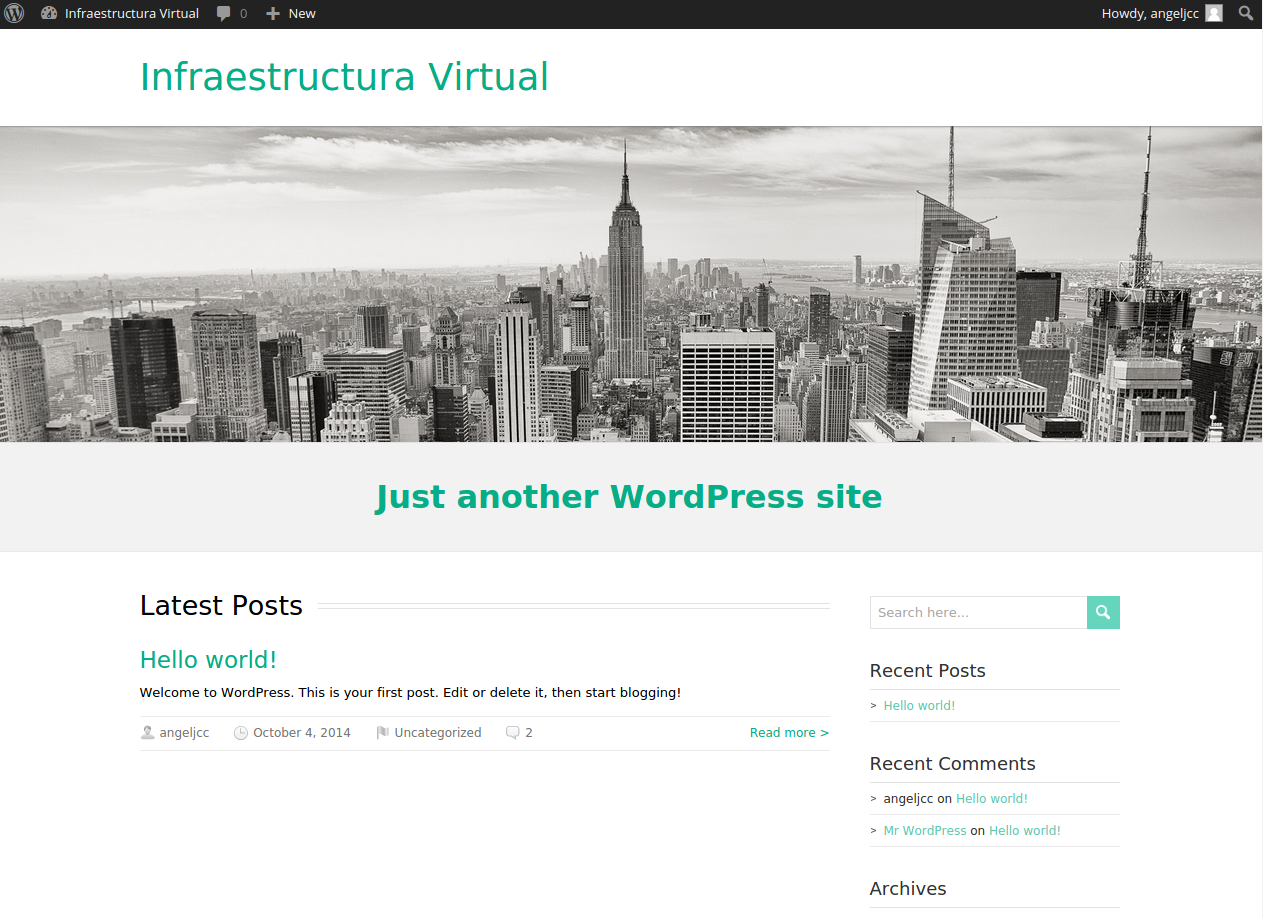 Infraestructura Virtual 0 New Howdy, angeljcc
Infraestructura Virtual
Just another WordPress site
Latest Posts
Hello world!
Welcome to WordPress. This is your first post. Edit or delete it, then start blogging!
angeljcc October 4, 2014 Uncategorized 2 Read more >
Search here...
Recent Posts
> Hello world!
Recent Comments
> angeljcc on Hello world!
> Mr WordPress on Hello world!
Archives